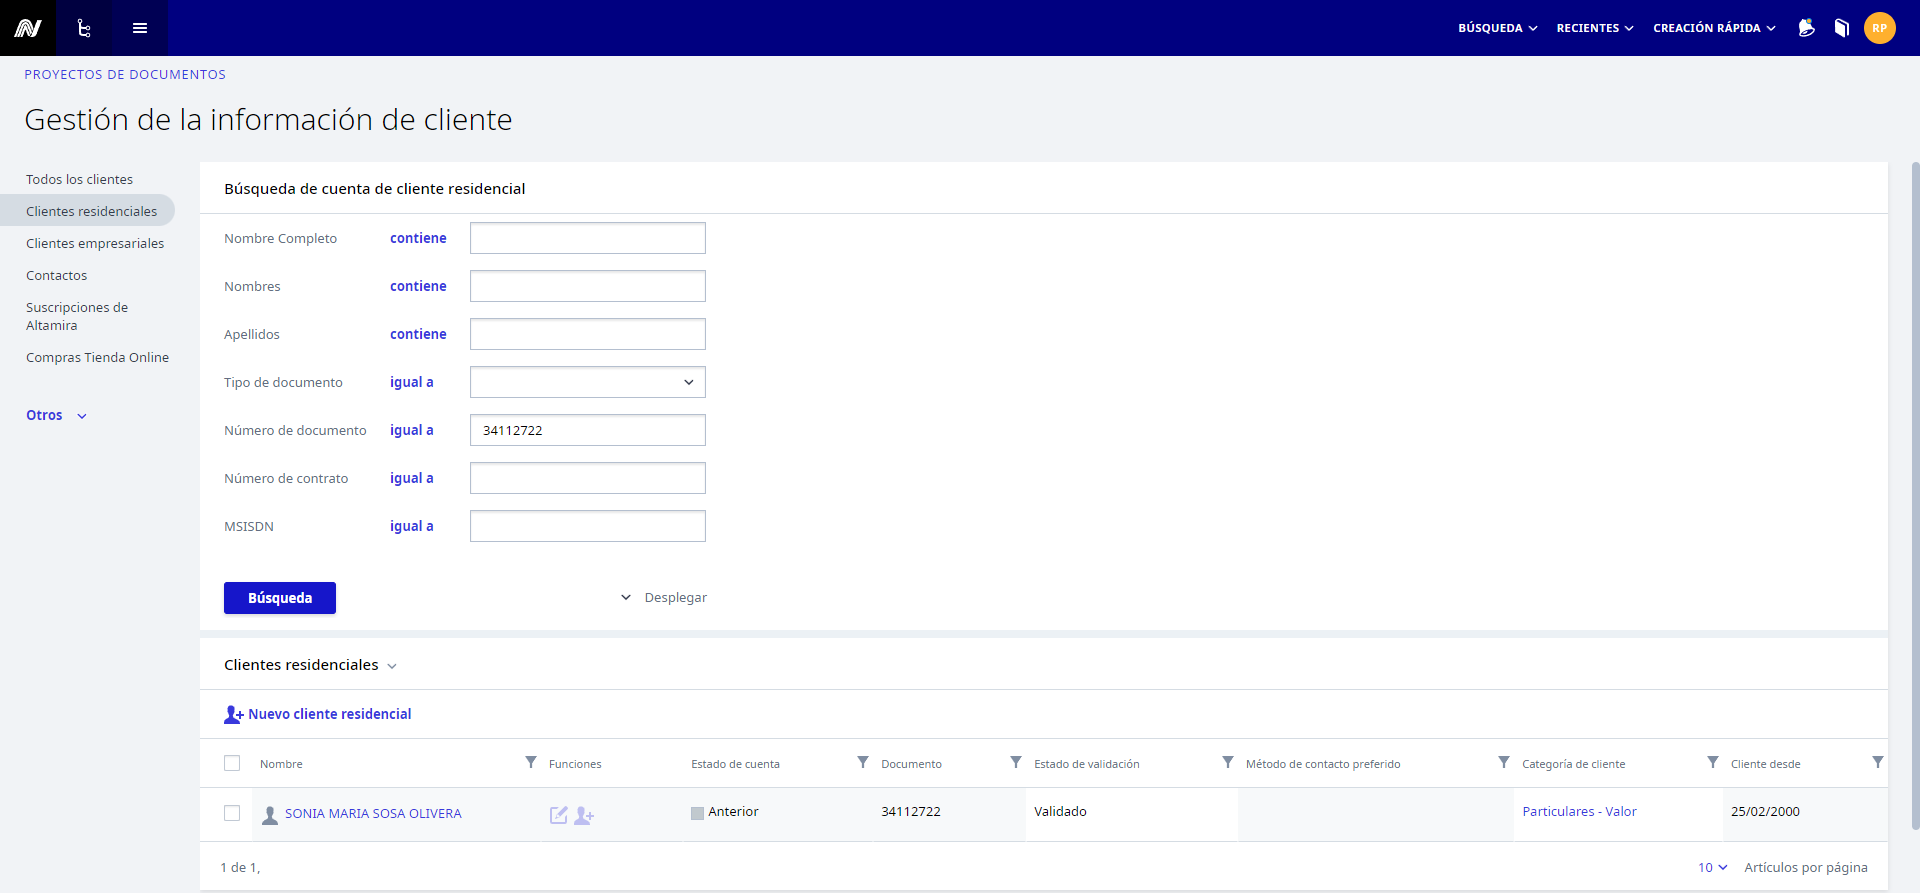 BÚSQUEDA RECIENTES CREACIÓN RÁPIDA RP
PROYECTOS DE DOCUMENTOS
Gestión de la información de cliente
Todos los clientes
Clientes residenciales
Clientes empresariales
Contactos
Suscripciones de
Altamira
Compras Tienda Online
Otros
Búsqueda de cuenta de cliente residencial
Nombre Completo contiene
Nombres contiene
Apellidos contiene
Tipo de documento igual a
Número de documento igual a 34112722
Número de contrato igual a
MSISDN igual a
Búsqueda Desplegar
Clientes residenciales
Nuevo cliente residencial
Nombre Funciones Estado de cuenta Documento Estado de validación Método de contacto preferido Categoría de cliente Cliente desde
SONIA MARIA SOSA OLIVERA Anterior 34112722 Validado Particulares - Valor 25/02/2000
1 de 1, 10 Artículos por página